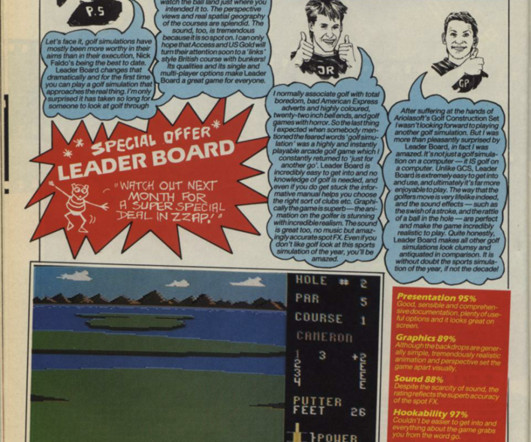 P.S
Let's face it, golf simulations have
mostly been more worthy in their
aims than in their execution, Nick
Faldo's being the latest to date.
Leader Board changes that
dramatically and for the first time
you can play a golf simulation that
approaches the real thing. I'm only
surprised it has taken so long for
someone to look at golf through
watch the ball land just where you
intended it to. The perspective
views and real spatial geography
of the courses are splendid. The
sound, too, is tremendous
because it is so spot on. I can only
hope that Access and US Gold will
turn their attention soon to a 'links'
style British course with bunkers!
Its qualities and its single and
multi-player options make Leader
Board a great game for everyone.
JR
I normally associate golf with total
boredom, bad American Express
adverts and highly coloured,
twenty-two inch bell ends, and golf
games with horror. So the last thing
I expected when somebody men-
tioned the feared words 'golf simu-
lation' was a highly and instantly
playable arcade golf game which I
constantly returned to 'just for
another go'. Leader Board is
incredibly easy to get into and no
knowledge of golf is needed, and
even if you do get stuck the infor-
mative manual helps you choose
the right sort of clubs etc. Graphi-
cally the game is superb — the ani-
mation on the golfer is stunning
with incredible realism. The sound
is great too, no music but amaz-
ingly accurate spot FX. Even if you
don't like golf look at this sports
simulation of the year, you'll be
amazed.
GP
After suffering at the hands of
Ariolasoft's Golf Construction Set
I wasn't looking forward to playing
another golf simulation. But I was
more than pleasantly surprised by
Leader Board, in fact I was
amazed. It's not just a golf simula-
tion on a computer — it IS golf on
a computer. Unlike GCS, Leader
Board is extremely easy to get into
and use, and ultimately it's far more
enjoyable to play. The way that the
golfers move is very lifelike indeed,
and the sound effects — such as
the swish of a stroke, and the rattle
of a ball in the hole — are perfect
and make the game incredibly
realistic to play. Quite honestly,
Leader Board makes all other golf
simulations look clumsy and
antiquated in comparison. It is
without doubt the sports simula-
tion of the year, if not the decade!
* SPECIAL OFFER *
LEADER BOARD
"WATCH OUT NEXT
MONTH FOR
A SUPER SPECIAL
DEAL IN ZZAP!"
HOLE # 2
PAR 5
COURSE 1
CAMERON
1 3 +2
2 E
3 E
4 E
PUTTER
FEET 26
POWER
Presentation 95%
Good, sensible and comprehen-
sive documentation, plenty of use-
ful options and it looks great on
screen.
Graphics 89%
Although the backdrops are gener-
ally simple, tremendously realistic
animation and perspective set the
game apart visually.
Sound 88%
Despite the scarcity of sound, the
rating reflects the superb accuracy
of the spot FX.
Hookability 97%
Couldn't be easier to get into and
everything about the game grabs
you from the word go.